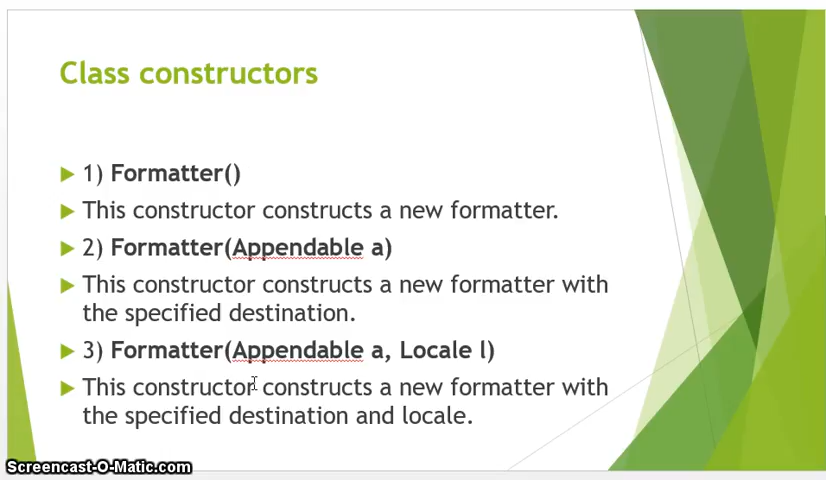 Class constructors
1) Formatter()
This constructor constructs a new formatter.
2) Formatter(Appendable a)
This constructor constructs a new formatter with
the specified destination.
3) Formatter(Appendable a, Locale l)
This constructor constructs a new formatter with
the specified destination and locale.
Screencast-O-Matic.com